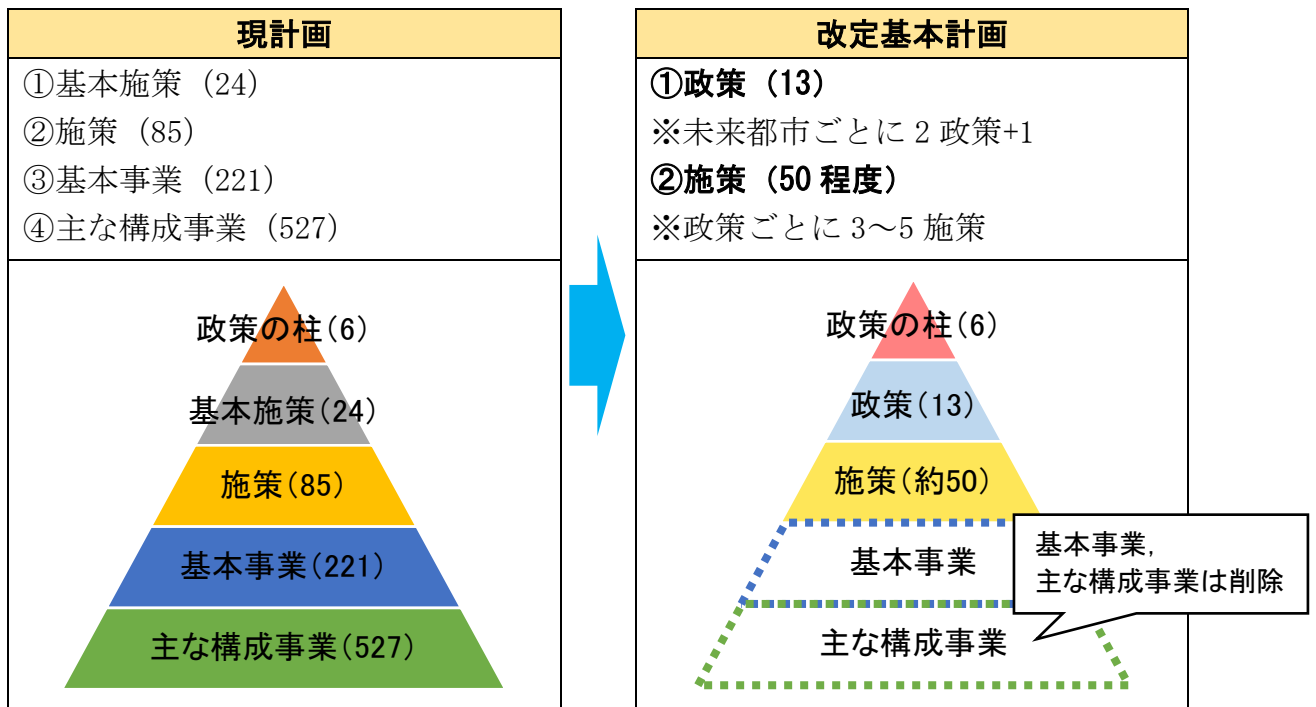 現計画
①基本施策（24）
②施策（85）
③基本事業（221）
④主な構成事業（527）
政策の柱（6）
基本施策（24）
施策（85）
基本事業（221）
主な構成事業（527）
改定基本計画
①政策（13）
※未来都市ごとに 2 政策+1
②施策（50 程度）
※政策ごとに 3～5 施策
政策の柱（6）
政策（13）
施策（約50）
基本事業
主な構成事業
基本事業，
主な構成事業は削除